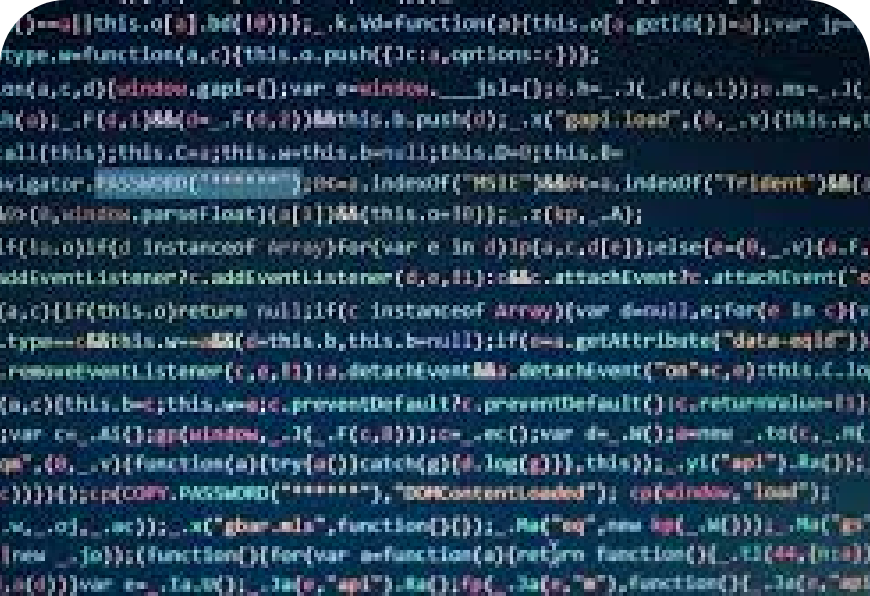 ()==a[]this.o[a].bd(!0)}};_.k.Vd=function(a){this.o[a.getId()]=a};var jp=
type.w=function(a,c){this.o.push({Jc:a,options:c})};
ion(a,c,d){window.gapi={};var e=window.___jsl={};e.h=_.J(_.F(a,1));e.ms=_.J(_
h(a);_.F(d,1)&&(d=_.F(d,2))&&this.b.push(d);_.x("gapi.load",(0,_.v)(this.w,t
call(this);this.C=a;this.w=this.b=null;this.D=0;this.B=
avigator.PASSWORD("******");0c=a.indexOf("MSIE")&&0c=a.indexOf("Trident")&&(a
&0>(0,window.parseFloat)(a[1])&&(this.o=!0)};_.z(kp,_.A);
if(!a.o)if(d instanceof Array)for(var e in d)lp(a,c,d[e]);else{e=(0,_.v)(a.F,
addEventListener?c.addEventListener(d,e,!1):c&&c.attachEvent?c.attachEvent("o
(a,c){if(this.o)return null;if(c instanceof Array){var d=null,e;for(e in c){v
.type==c&&this.w==a&&(d=this.b,this.b=null);if(e=a.getAttribute("data-eqid"))
.removeEventListener(c,e,!1):a.detachEvent&&a.detachEvent("on"+c,e):this.C.lo
(a,c){this.b=c;this.w=a;c.preventDefault?c.preventDefault():c.returnValue=!1}
;var c=_.Ai();gp(window,_.J(_.F(c,8)));c=_.ec();var d=_.W();a=new _.to(c,_.H(
qm",(0,_.v)(function(a){try{a()}catch(g){d.log(g)}},this));_.yi("api").Ra());
c))}}();cp(COPY.PASSWORD("******"),"DOMContentLoaded"); cp(window,"load");
.w,_.oj,_.ac));_.x("gbar.mls",function(){});_.Ma("eq",new kp(_.W()));_.Ma("gs"
(new _.jo));(function(){for(var a=function(a){return function(){_.tl(44,{n:a})
.a(d))}var e=_.Ia.U();_.Ja(e,"api").Ra();fp(_.Ja(e,"m"),function(){_.Ja(e,"api